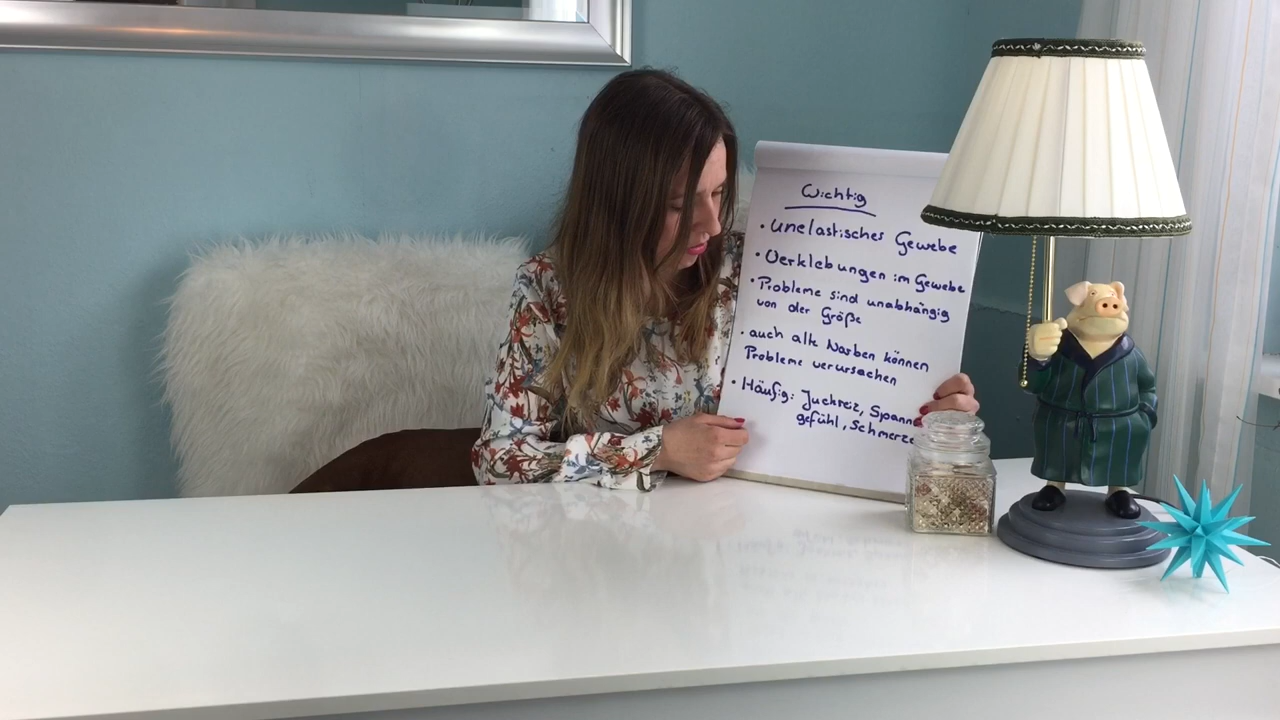 Wichtig
• unelastisches Gewebe
• Verklebungen im Gewebe
• Probleme sind unabhängig
von der Größe
• auch alte Narben können
Probleme verursachen
• Häufig: Juckreiz, Spann
gefühl, Schmerze